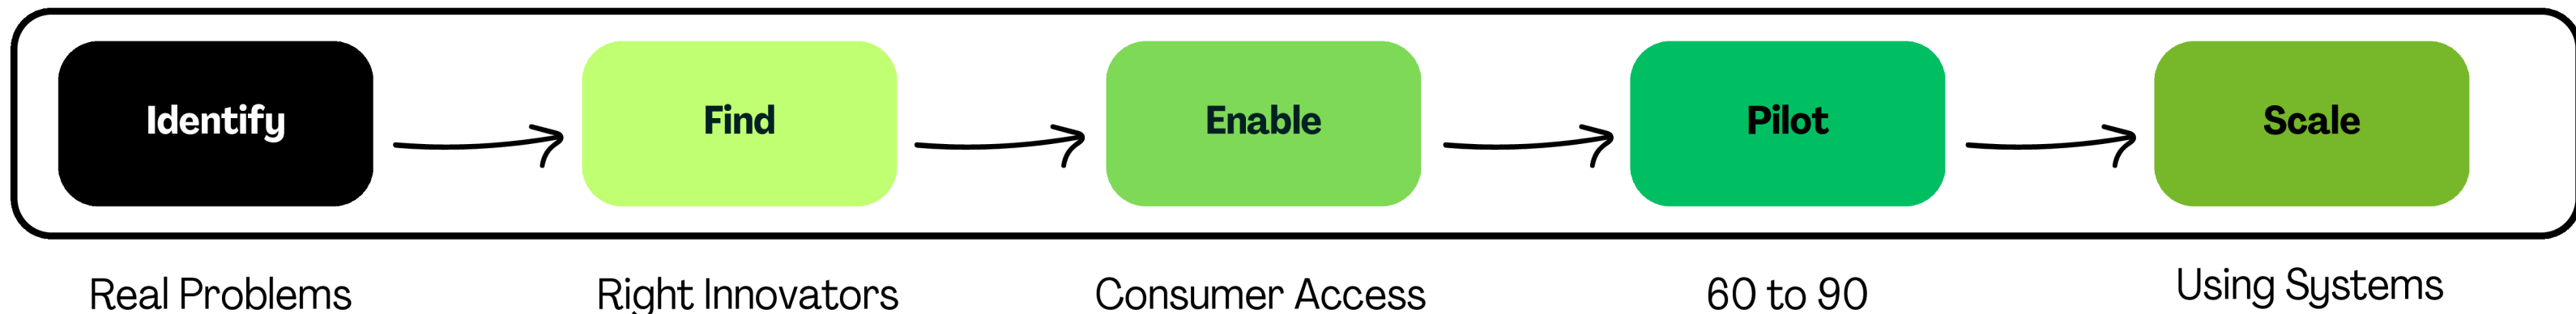 Identify
Find
Enable
Pilot
Scale
Real Problems
Right Innovators
Consumer Access
60 to 90
Using Systems